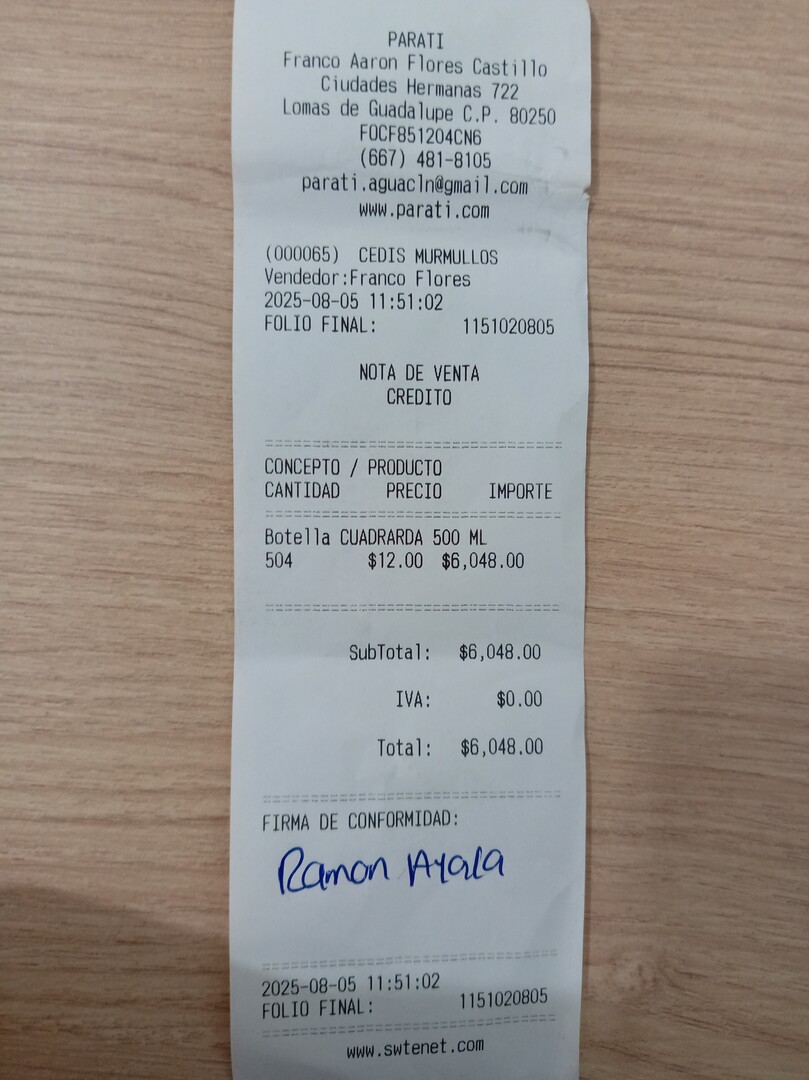 PARATI
Franco Aaron Flores Castillo
Ciudades Hermanas 722
Lomas de Guadalupe C.P. 80250
FOCF851204CN6
(667) 481-8105
parati.aguacln@gmail.com
www.parati.com
(000065) CEDIS MURMULLOS
Vendedor:Franco Flores
2025-08-05 11:51:02
FOLIO FINAL: 1151020805
NOTA DE VENTA
CREDITO
================================
CONCEPTO / PRODUCTO
CANTIDAD PRECIO IMPORTE
================================
Botella CUADRARDA 500 ML
504 $12.00 $6,048.00
================================
SubTotal: $6,048.00
IVA: $0.00
Total: $6,048.00
================================
FIRMA DE CONFORMIDAD:
Ramon Ayala
================================
2025-08-05 11:51:02
FOLIO FINAL: 1151020805
================================
www.swtenet.com